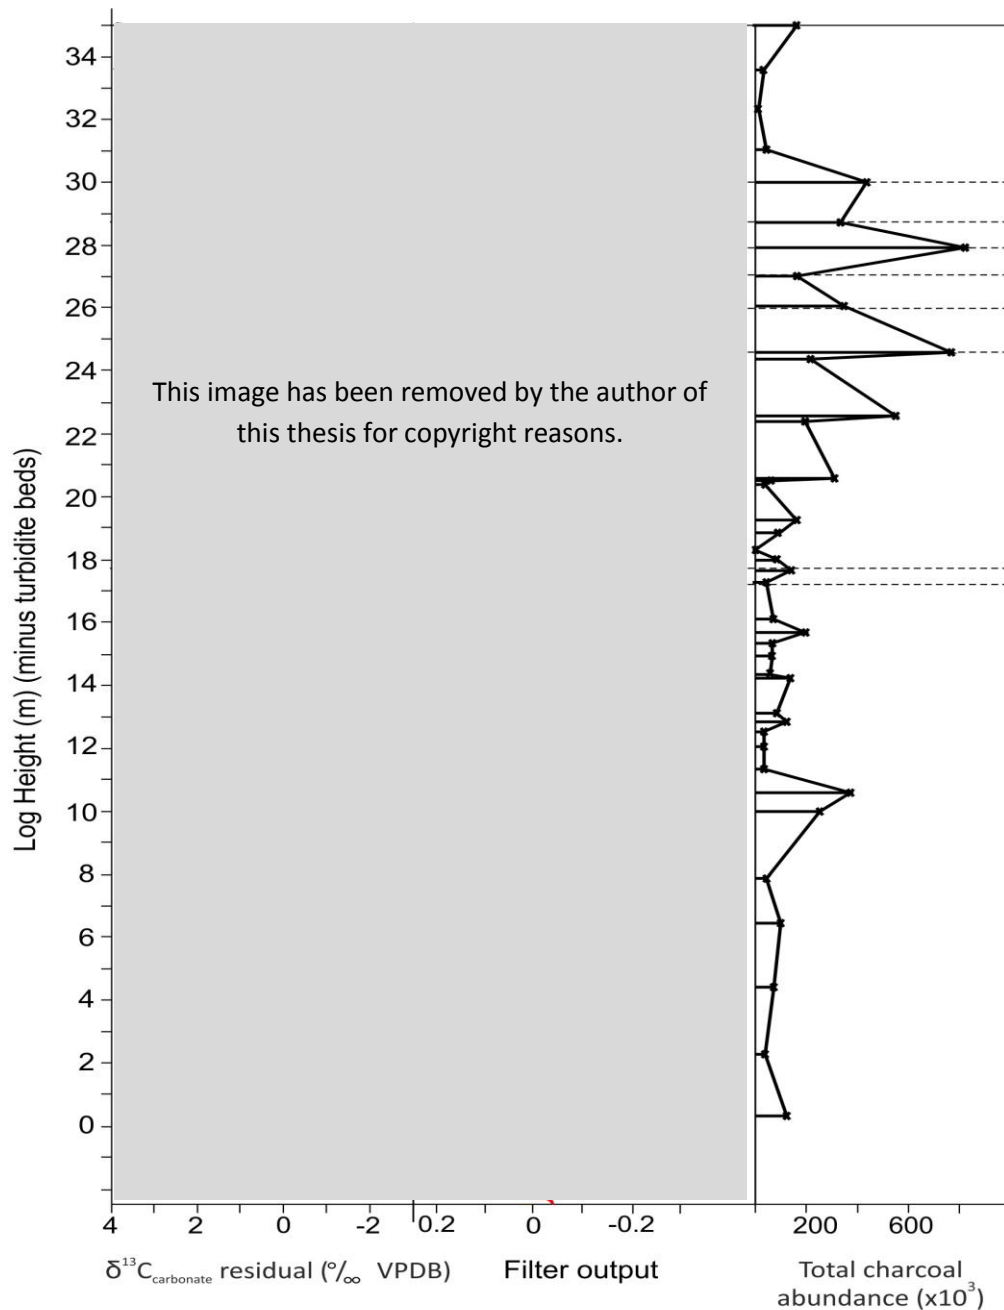 34
32
30
28
26
24
22
20
18
16
14
12
10
8
6
4
2
0
Log Height (m) (minus turbidite beds)
This image has been removed by the author of
this thesis for copyright reasons.
4 2 0 -2 0.2 0 -0.2 200 600
δ¹³C carbonate residual (°/∞ VPDB)
Filter output
Total charcoal
abundance (x10³)